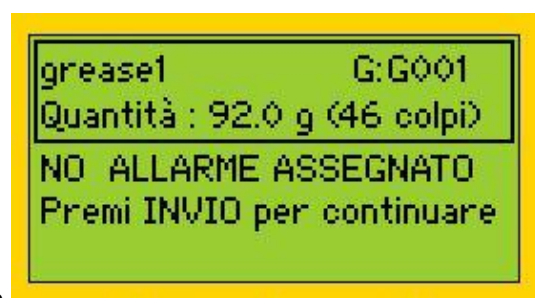 grease1 G:G001
Quantità : 92.0 g (46 colpi)
NO ALLARME ASSEGNATO
Premi INVIO per continuare